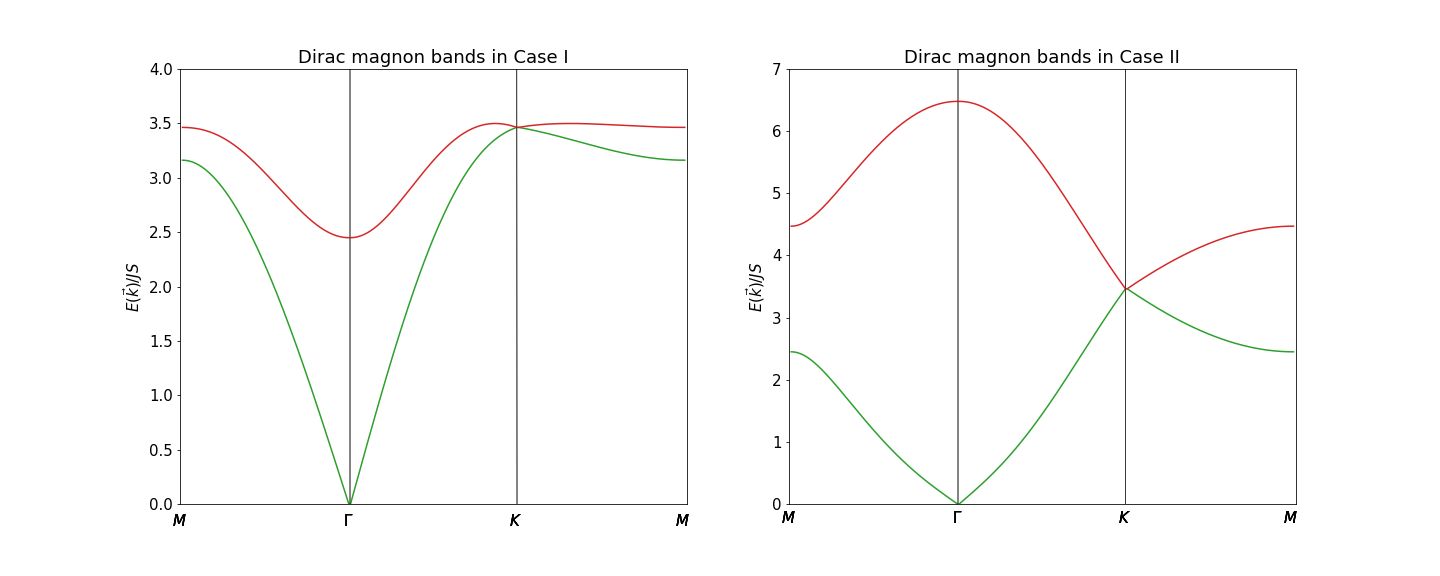 Dirac magnon bands in Case I
4.0
3.5
3.0
2.5
2.0
1.5
1.0
0.5
0.0
E(k⃗)/JS
M Γ K M
Dirac magnon bands in Case II
7
6
5
4
3
2
1
0
E(k⃗)/JS
M Γ K M